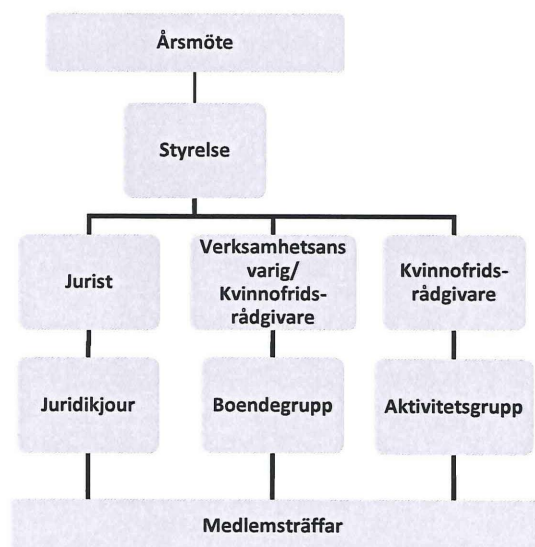 Årsmöte
Styrelse
Jurist
Verksamhetsans
varig/
Kvinnofrids-
rådgivare
Kvinnofrids-
rådgivare
Juridikjour
Boendegrupp
Aktivitetsgrupp
Medlemsträffar